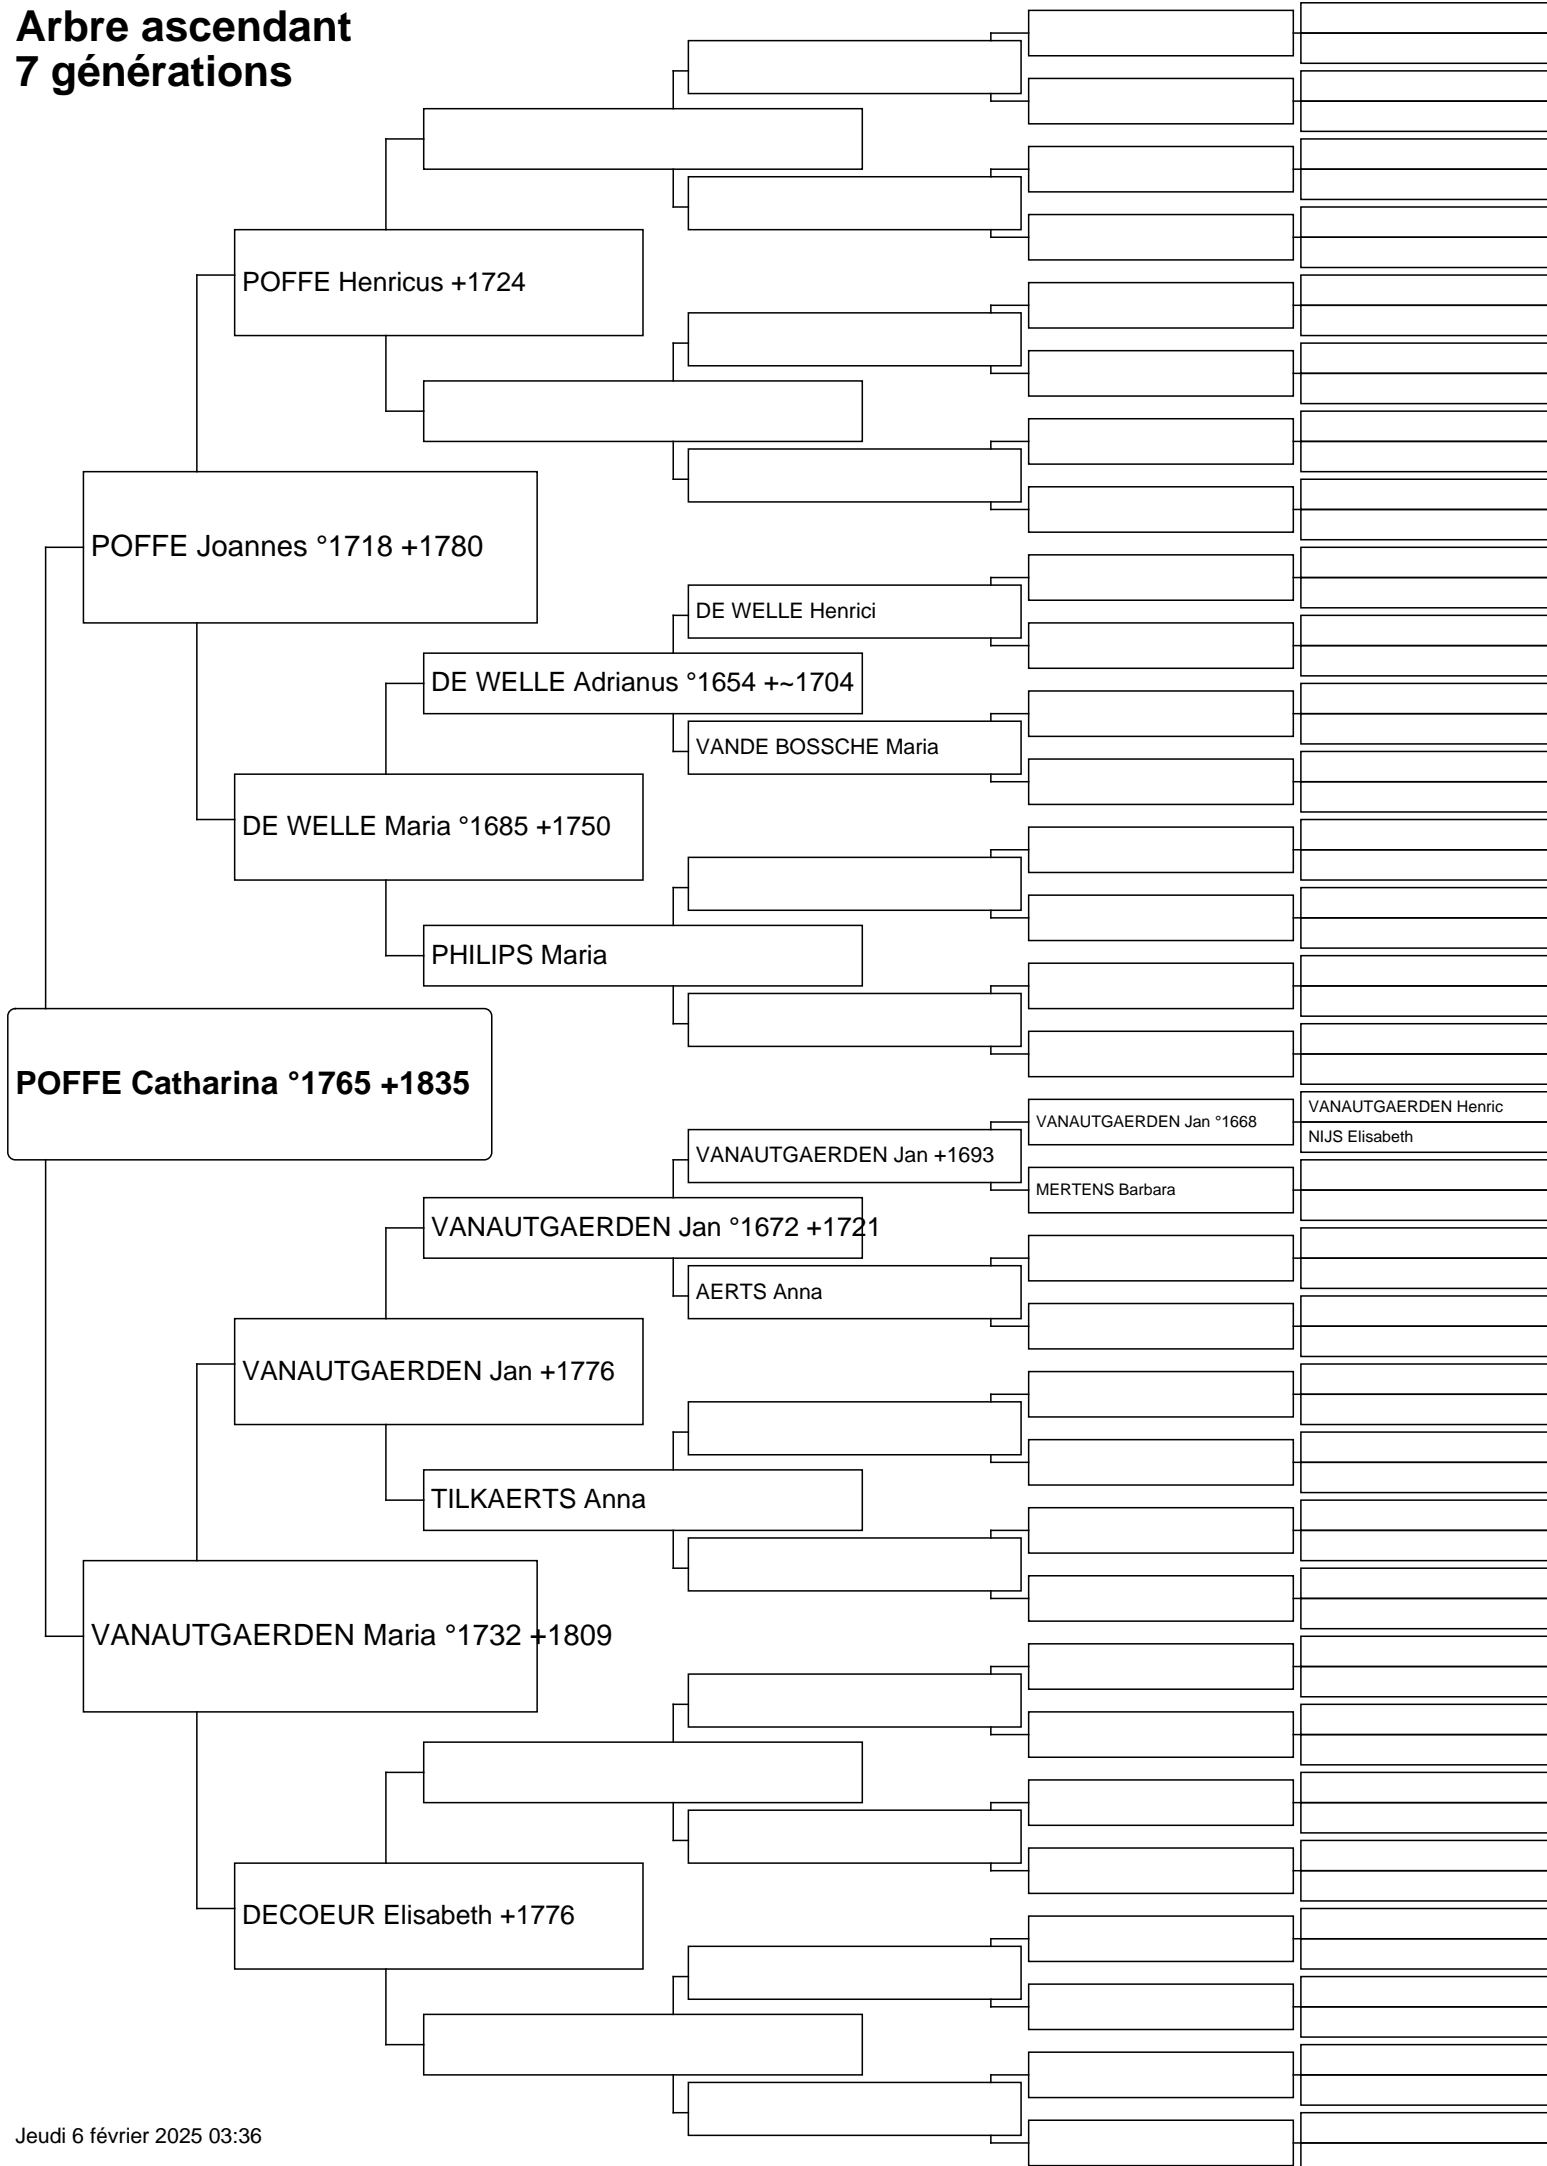 Arbre ascendant
7 générations
POFFE Henricus +1724
POFFE Joannes °1718 +1780
DE WELLE Henrici
DE WELLE Adrianus °1654 +~1704
VANDE BOSSCHE Maria
DE WELLE Maria °1685 +1750
PHILIPS Maria
POFFE Catharina °1765 +1835
VANAUTGAERDEN Henric
VANAUTGAERDEN Jan °1668
NIJS Elisabeth
VANAUTGAERDEN Jan +1693
MERTENS Barbara
VANAUTGAERDEN Jan °1672 +1721
AERTS Anna
VANAUTGAERDEN Jan +1776
TILKAERTS Anna
VANAUTGAERDEN Maria °1732 +1809
DECOEUR Elisabeth +1776
Jeudi 6 février 2025 03:36